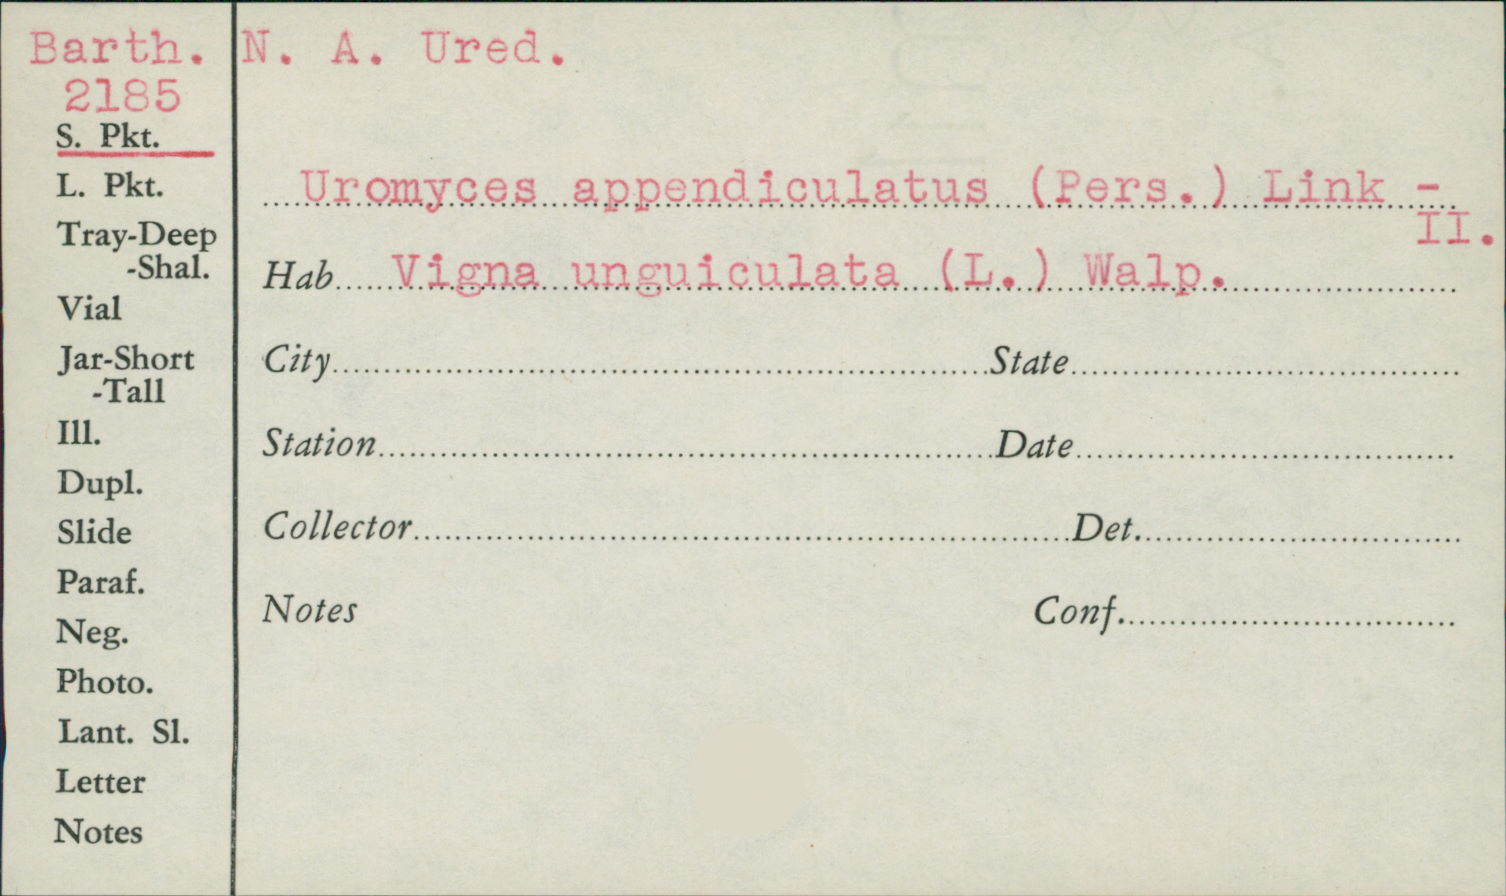 Barth. N. A. Ured.
2185
S. Pkt.
L. Pkt.
Tray-Deep
-Shal.
Vial
Jar-Short
-Tall
Ill.
Dupl.
Slide
Paraf.
Neg.
Photo.
Lant. Sl.
Letter
Notes
Uromyces appendiculatus (Pers.) Link -
II.
Hab. Vigna unguiculata (L.) Walp.
City State
Station Date
Collector Det.
Notes Conf.